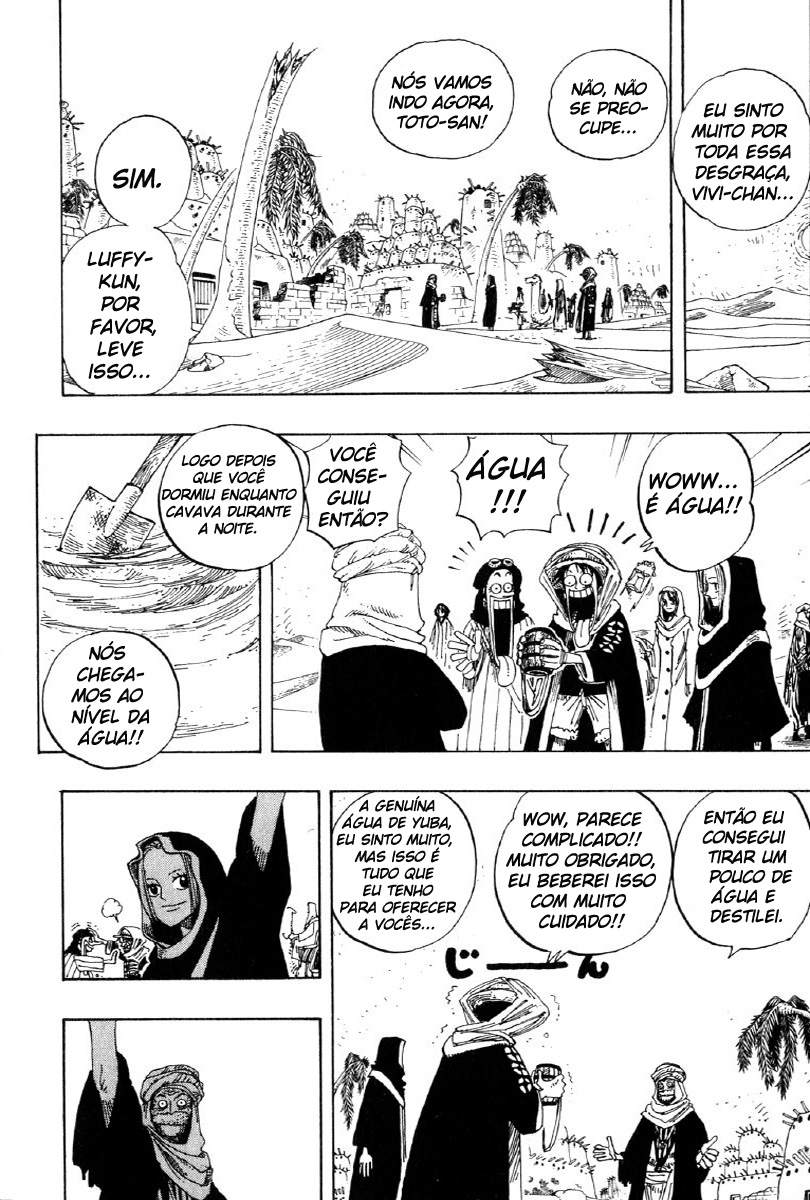 EU SINTO
MUITO POR
TODA ESSA
DESGRAÇA,
VIVI-CHAN...
NÃO, NÃO
SE PREO-
CUPE...
NÓS VAMOS
INDO AGORA,
TOTO-SAN!
SIM.
LUFFY-
KUN,
POR
FAVOR,
LEVE
ISSO...
WOWW...
É ÁGUA!!
ÁGUA
!!!
VOCÊ
CONSE-
GUIU
ENTÃO?
LOGO DEPOIS
QUE VOCÊ
DORMIU ENQUANTO
CAVAVA DURANTE
A NOITE.
NÓS
CHEGA-
MOS AO
NÍVEL DA
ÁGUA!!
ENTÃO EU
CONSEGUI
TIRAR UM
POUCO DE
ÁGUA E
DESTILEI.
WOW, PARECE
COMPLICADO!!
MUITO OBRIGADO,
EU BEBEREI ISSO
COM MUITO
CUIDADO!!
A GENUÍNA
ÁGUA DE YUBA,
EU SINTO MUITO,
MAS ISSO É
TUDO QUE
EU TENHO
PARA OFERECER
A VOCÊS...
じーん